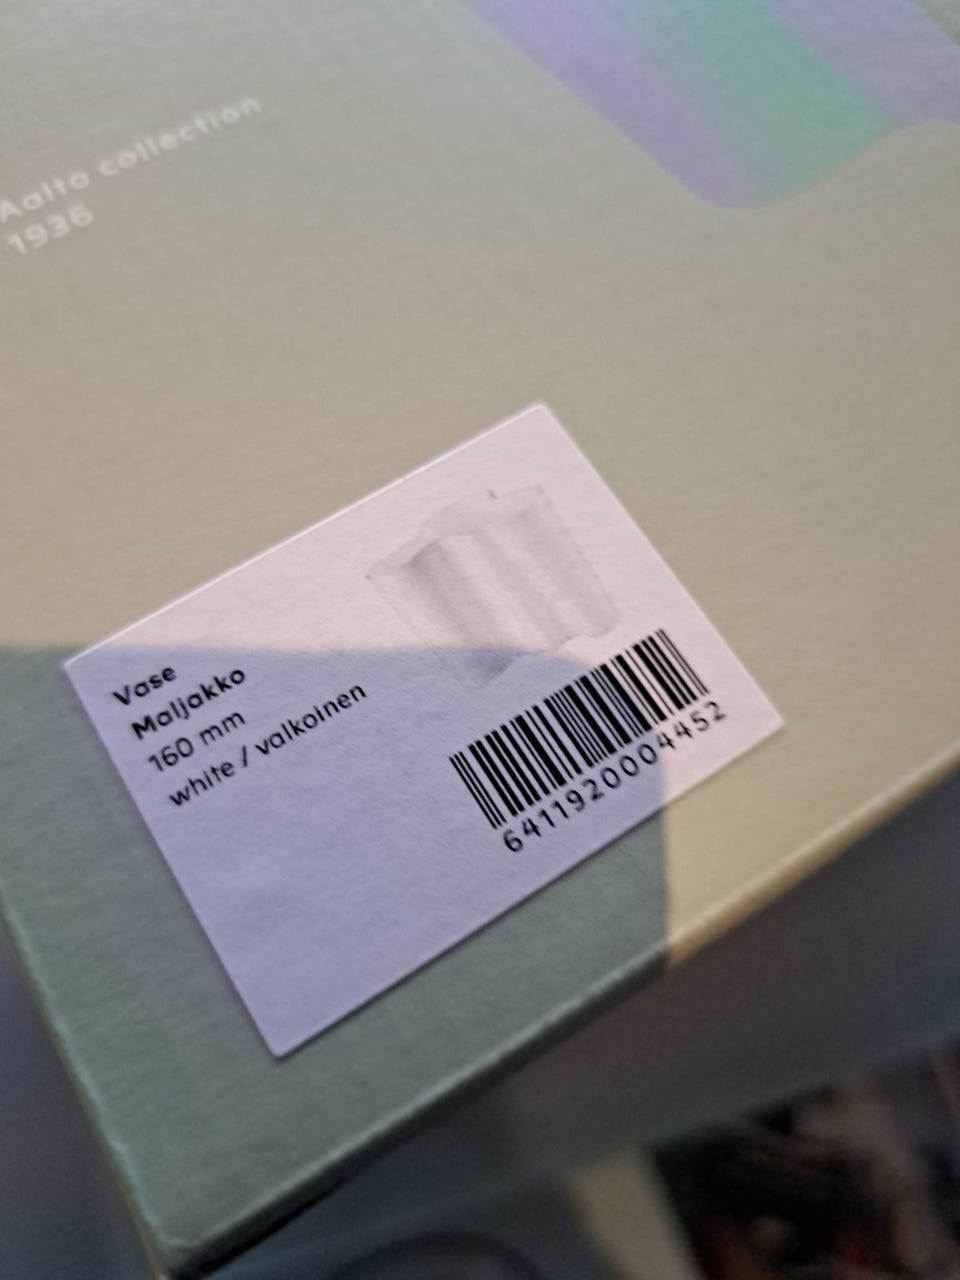 Aalto collection
1936
Vase
Maljakko
160 mm
white / valkoinen
6411920004452